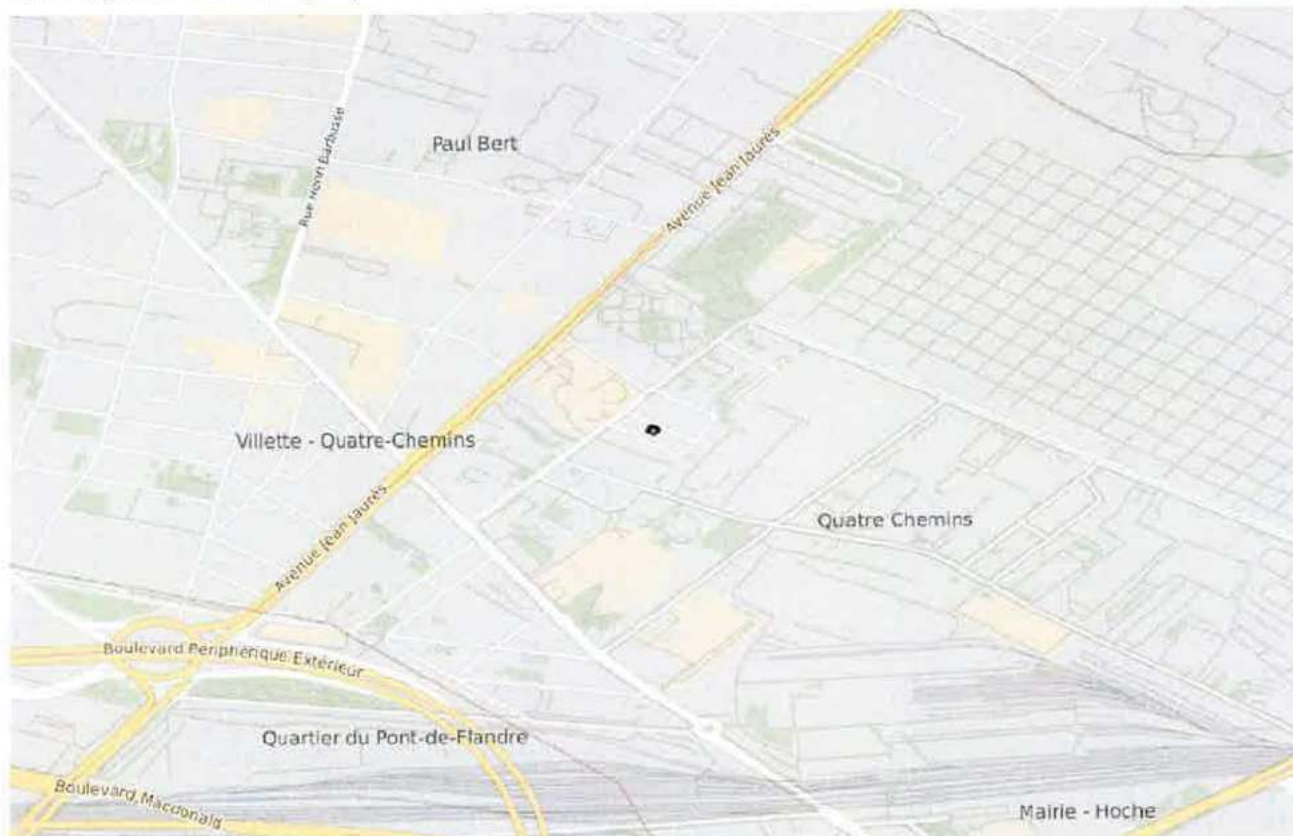 Paul Bert
Rue Henri Barbusse
Avenue Jean Jaurès
Villette - Quatre-Chemins
Quatre Chemins
Avenue Jean Jaurès
Boulevard Périphérique Extérieur
Quartier du Pont-de-Flandre
Boulevard Macdonald
Mairie - Hoche